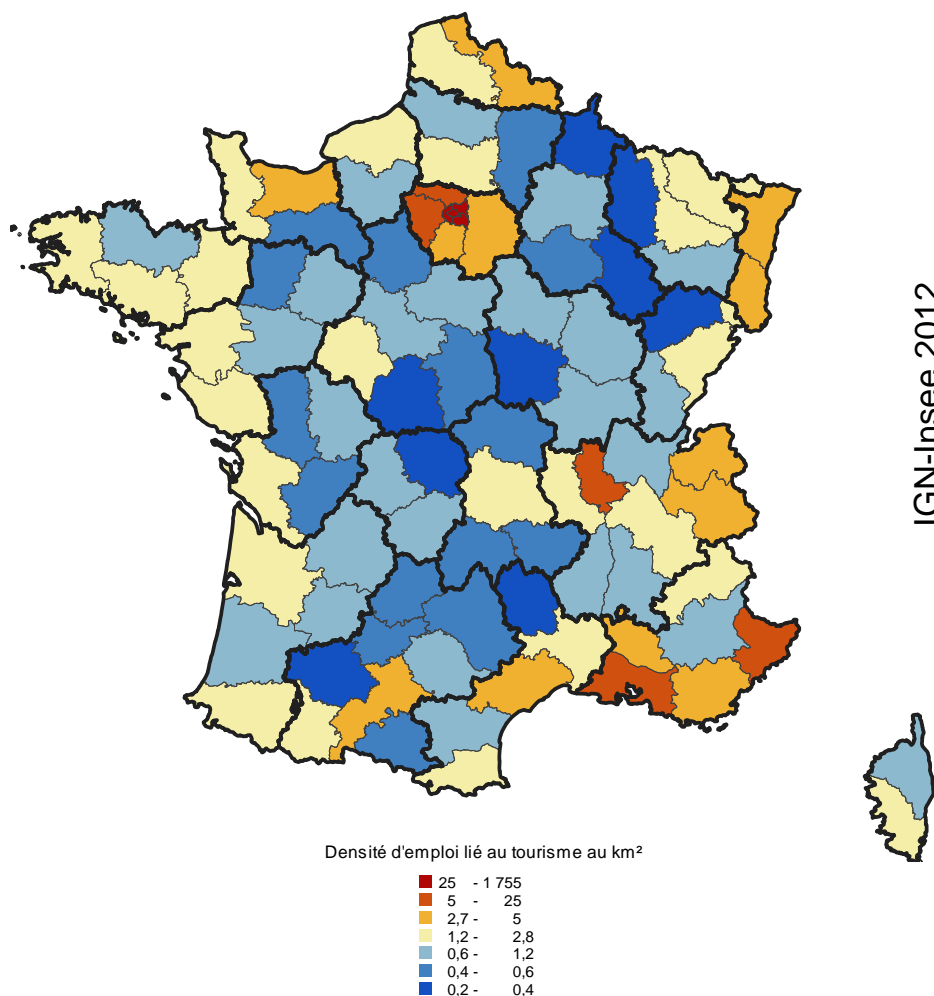 IGN-Insee 2012
Densité d'emploi lié au tourisme au km²
25 - 1 755
5 - 25
2,7 - 5
1,2 - 2,8
0,6 - 1,2
0,4 - 0,6
0,2 - 0,4